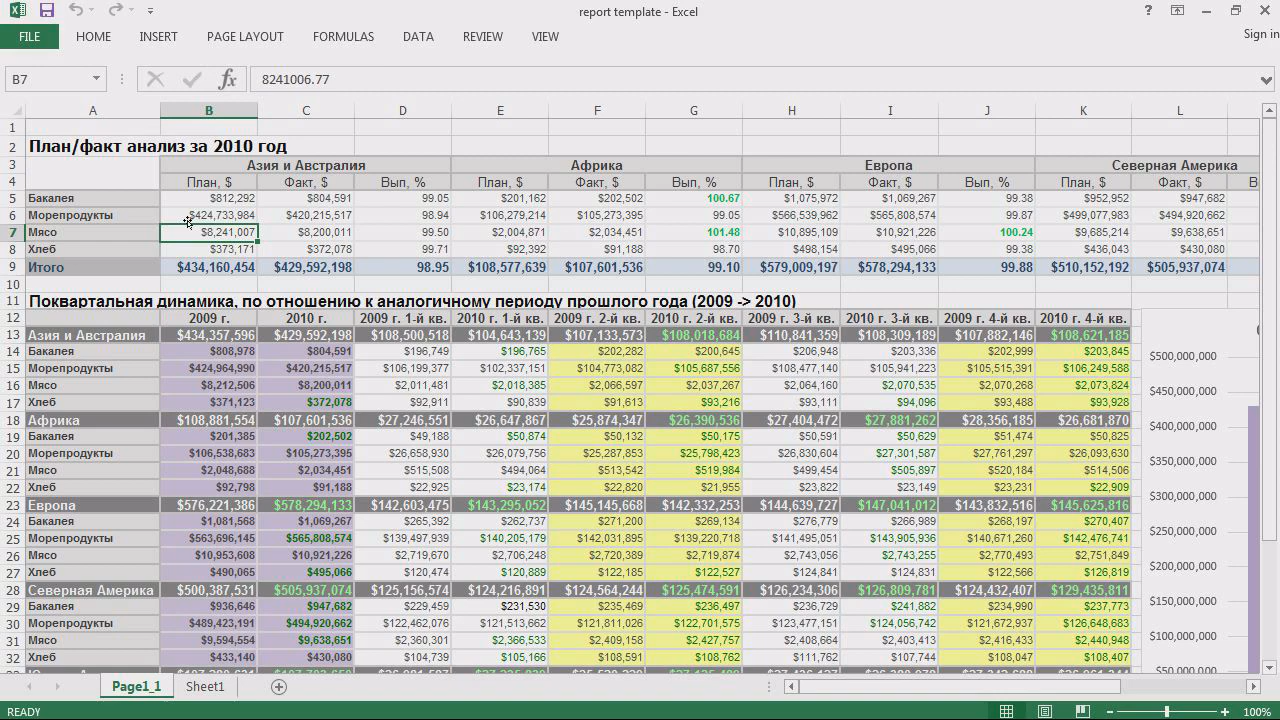 report template - Excel
? 
Sign in
FILE HOME INSERT PAGE LAYOUT FORMULAS DATA REVIEW VIEW
B7 fx 8241006.77
A B C D E F G H I J K L
1
2 План/факт анализ за 2010 год
3 Азия и Австралия Африка Европа Северная Америка
4 План, $ Факт, $ Вып, % План, $ Факт, $ Вып, % План, $ Факт, $ Вып, % План, $ Факт, $ В
5 Бакалея $812,292 $804,591 99.05 $201,162 $202,502 100.67 $1,075,972 $1,069,267 99.38 $952,952 $947,682
6 Морепродукты $424,733,984 $420,215,517 98.94 $106,279,214 $105,273,395 99.05 $566,539,962 $565,808,574 99.87 $499,077,983 $494,920,662
7 Мясо $8,241,007 $8,200,011 99.50 $2,004,871 $2,034,451 101.48 $10,895,109 $10,921,226 100.24 $9,685,214 $9,638,651
8 Хлеб $373,171 $372,078 99.71 $92,392 $91,188 98.70 $498,154 $495,066 99.38 $436,043 $430,080
9 Итого $434,160,454 $429,592,198 98.95 $108,577,639 $107,601,536 99.10 $579,009,197 $578,294,133 99.88 $510,152,192 $505,937,074
10
11 Поквартальная динамика, по отношению к аналогичному периоду прошлого года (2009 -> 2010)
12 2009 г. 2010 г. 2009 г. 1-й кв. 2010 г. 1-й кв. 2009 г. 2-й кв. 2010 г. 2-й кв. 2009 г. 3-й кв. 2010 г. 3-й кв. 2009 г. 4-й кв. 2010 г. 4-й кв.
13 Азия и Австралия $434,357,596 $429,592,198 $108,500,518 $104,643,139 $107,133,573 $108,018,684 $110,841,359 $108,309,189 $107,882,146 $108,621,185
14 Бакалея $808,978 $804,591 $196,749 $196,765 $202,282 $200,645 $206,948 $203,336 $202,999 $203,845 $500,000,000
15 Морепродукты $424,964,990 $420,215,517 $106,199,377 $102,337,151 $104,773,082 $105,687,556 $108,477,140 $105,941,223 $105,515,391 $106,249,588
16 Мясо $8,212,506 $8,200,011 $2,011,481 $2,018,385 $2,066,597 $2,037,267 $2,064,160 $2,070,535 $2,070,268 $2,073,824 $450,000,000
17 Хлеб $371,123 $372,078 $92,911 $90,839 $91,613 $93,216 $93,111 $94,096 $93,488 $93,928
18 Африка $108,881,554 $107,601,536 $27,246,551 $26,647,867 $25,874,347 $26,390,536 $27,404,472 $27,881,262 $28,356,185 $26,681,870 $400,000,000
19 Бакалея $201,385 $202,502 $49,188 $50,874 $50,132 $50,175 $50,591 $50,629 $51,474 $50,825
20 Морепродукты $106,538,683 $105,273,395 $26,658,930 $26,079,756 $25,287,853 $25,798,423 $26,830,604 $27,301,587 $27,761,297 $26,093,630 $350,000,000
21 Мясо $2,048,688 $2,034,451 $515,508 $494,064 $513,542 $519,984 $499,454 $505,897 $520,184 $514,506
22 Хлеб $92,798 $91,188 $22,925 $23,174 $22,820 $21,955 $23,822 $23,149 $23,231 $22,909 $300,000,000
23 Европа $576,221,386 $578,294,133 $142,603,475 $143,295,052 $145,145,668 $142,332,253 $144,639,727 $147,041,012 $143,832,516 $145,625,816
24 Бакалея $1,081,568 $1,069,267 $265,392 $262,737 $271,200 $269,134 $276,779 $266,989 $268,197 $270,407
25 Морепродукты $563,696,145 $565,808,574 $139,497,939 $140,205,179 $142,031,895 $139,220,718 $141,495,051 $143,905,936 $140,671,260 $142,476,741 $250,000,000
26 Мясо $10,953,608 $10,921,226 $2,719,670 $2,706,248 $2,720,389 $2,719,874 $2,743,056 $2,743,255 $2,770,493 $2,751,849
27 Хлеб $490,065 $495,066 $120,474 $120,889 $122,185 $122,527 $124,841 $124,831 $122,566 $126,819 $200,000,000
28 Северная Америка $500,387,531 $505,937,074 $125,156,574 $124,216,891 $124,564,244 $125,474,591 $126,234,306 $126,809,781 $124,432,407 $129,435,811
29 Бакалея $936,646 $947,682 $229,459 $231,530 $235,469 $236,497 $236,729 $241,882 $234,990 $237,773 $150,000,000
30 Морепродукты $489,423,191 $494,920,662 $122,462,076 $121,513,662 $121,811,026 $122,701,575 $123,477,151 $124,056,742 $121,672,937 $126,648,683
31 Мясо $9,594,554 $9,638,651 $2,360,301 $2,366,533 $2,409,158 $2,427,757 $2,408,664 $2,403,413 $2,416,433 $2,440,948 $100,000,000
32 Хлеб $433,140 $430,080 $104,739 $105,166 $108,591 $108,762 $111,762 $107,744 $108,047 $108,407
$50,000,000
Page1_1 Sheet1
READY 100%